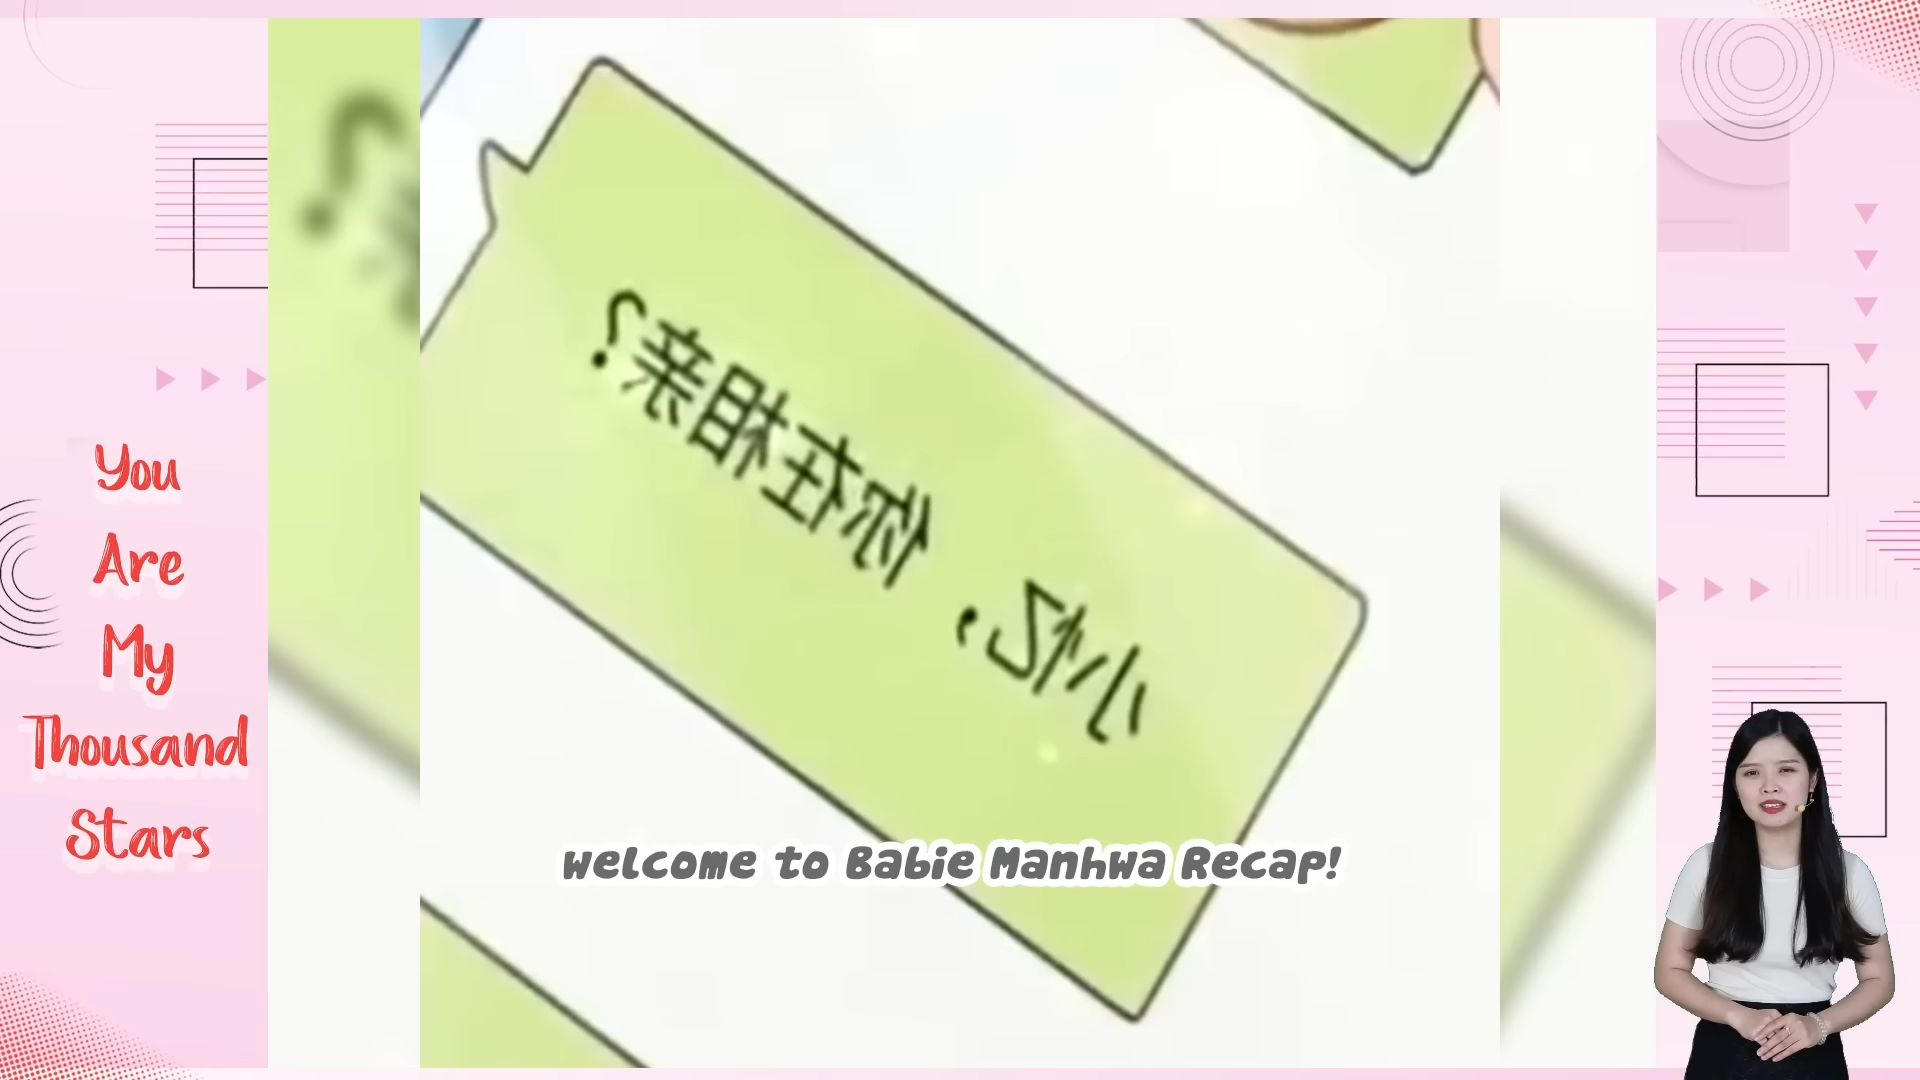 You
Are
My
Thousand
Stars
小忆，你在相亲？
welcome to Babie Manhwa Recap!